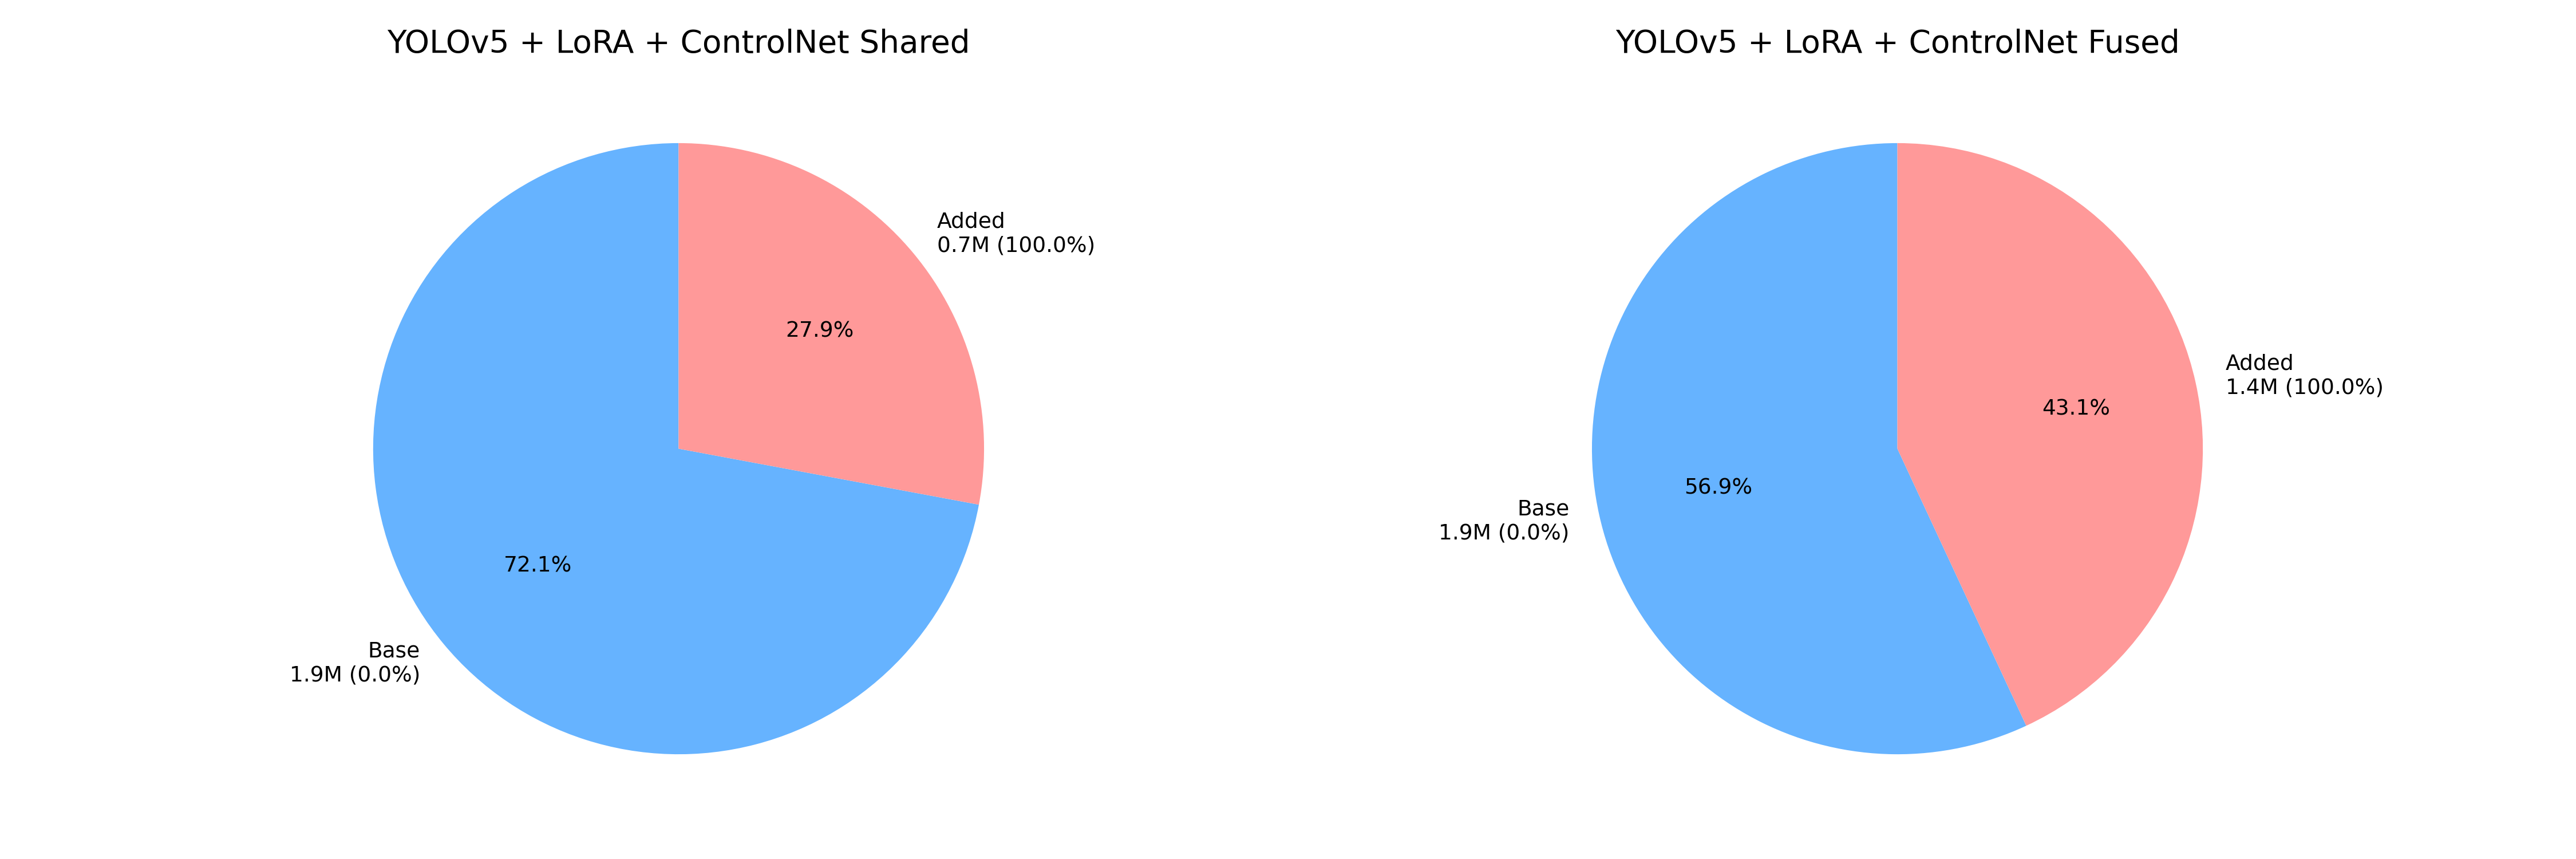 YOLOv5 + LoRA + ControlNet Shared
Added
0.7M (100.0%)
27.9%
72.1%
Base
1.9M (0.0%)
YOLOv5 + LoRA + ControlNet Fused
Added
1.4M (100.0%)
43.1%
56.9%
Base
1.9M (0.0%)